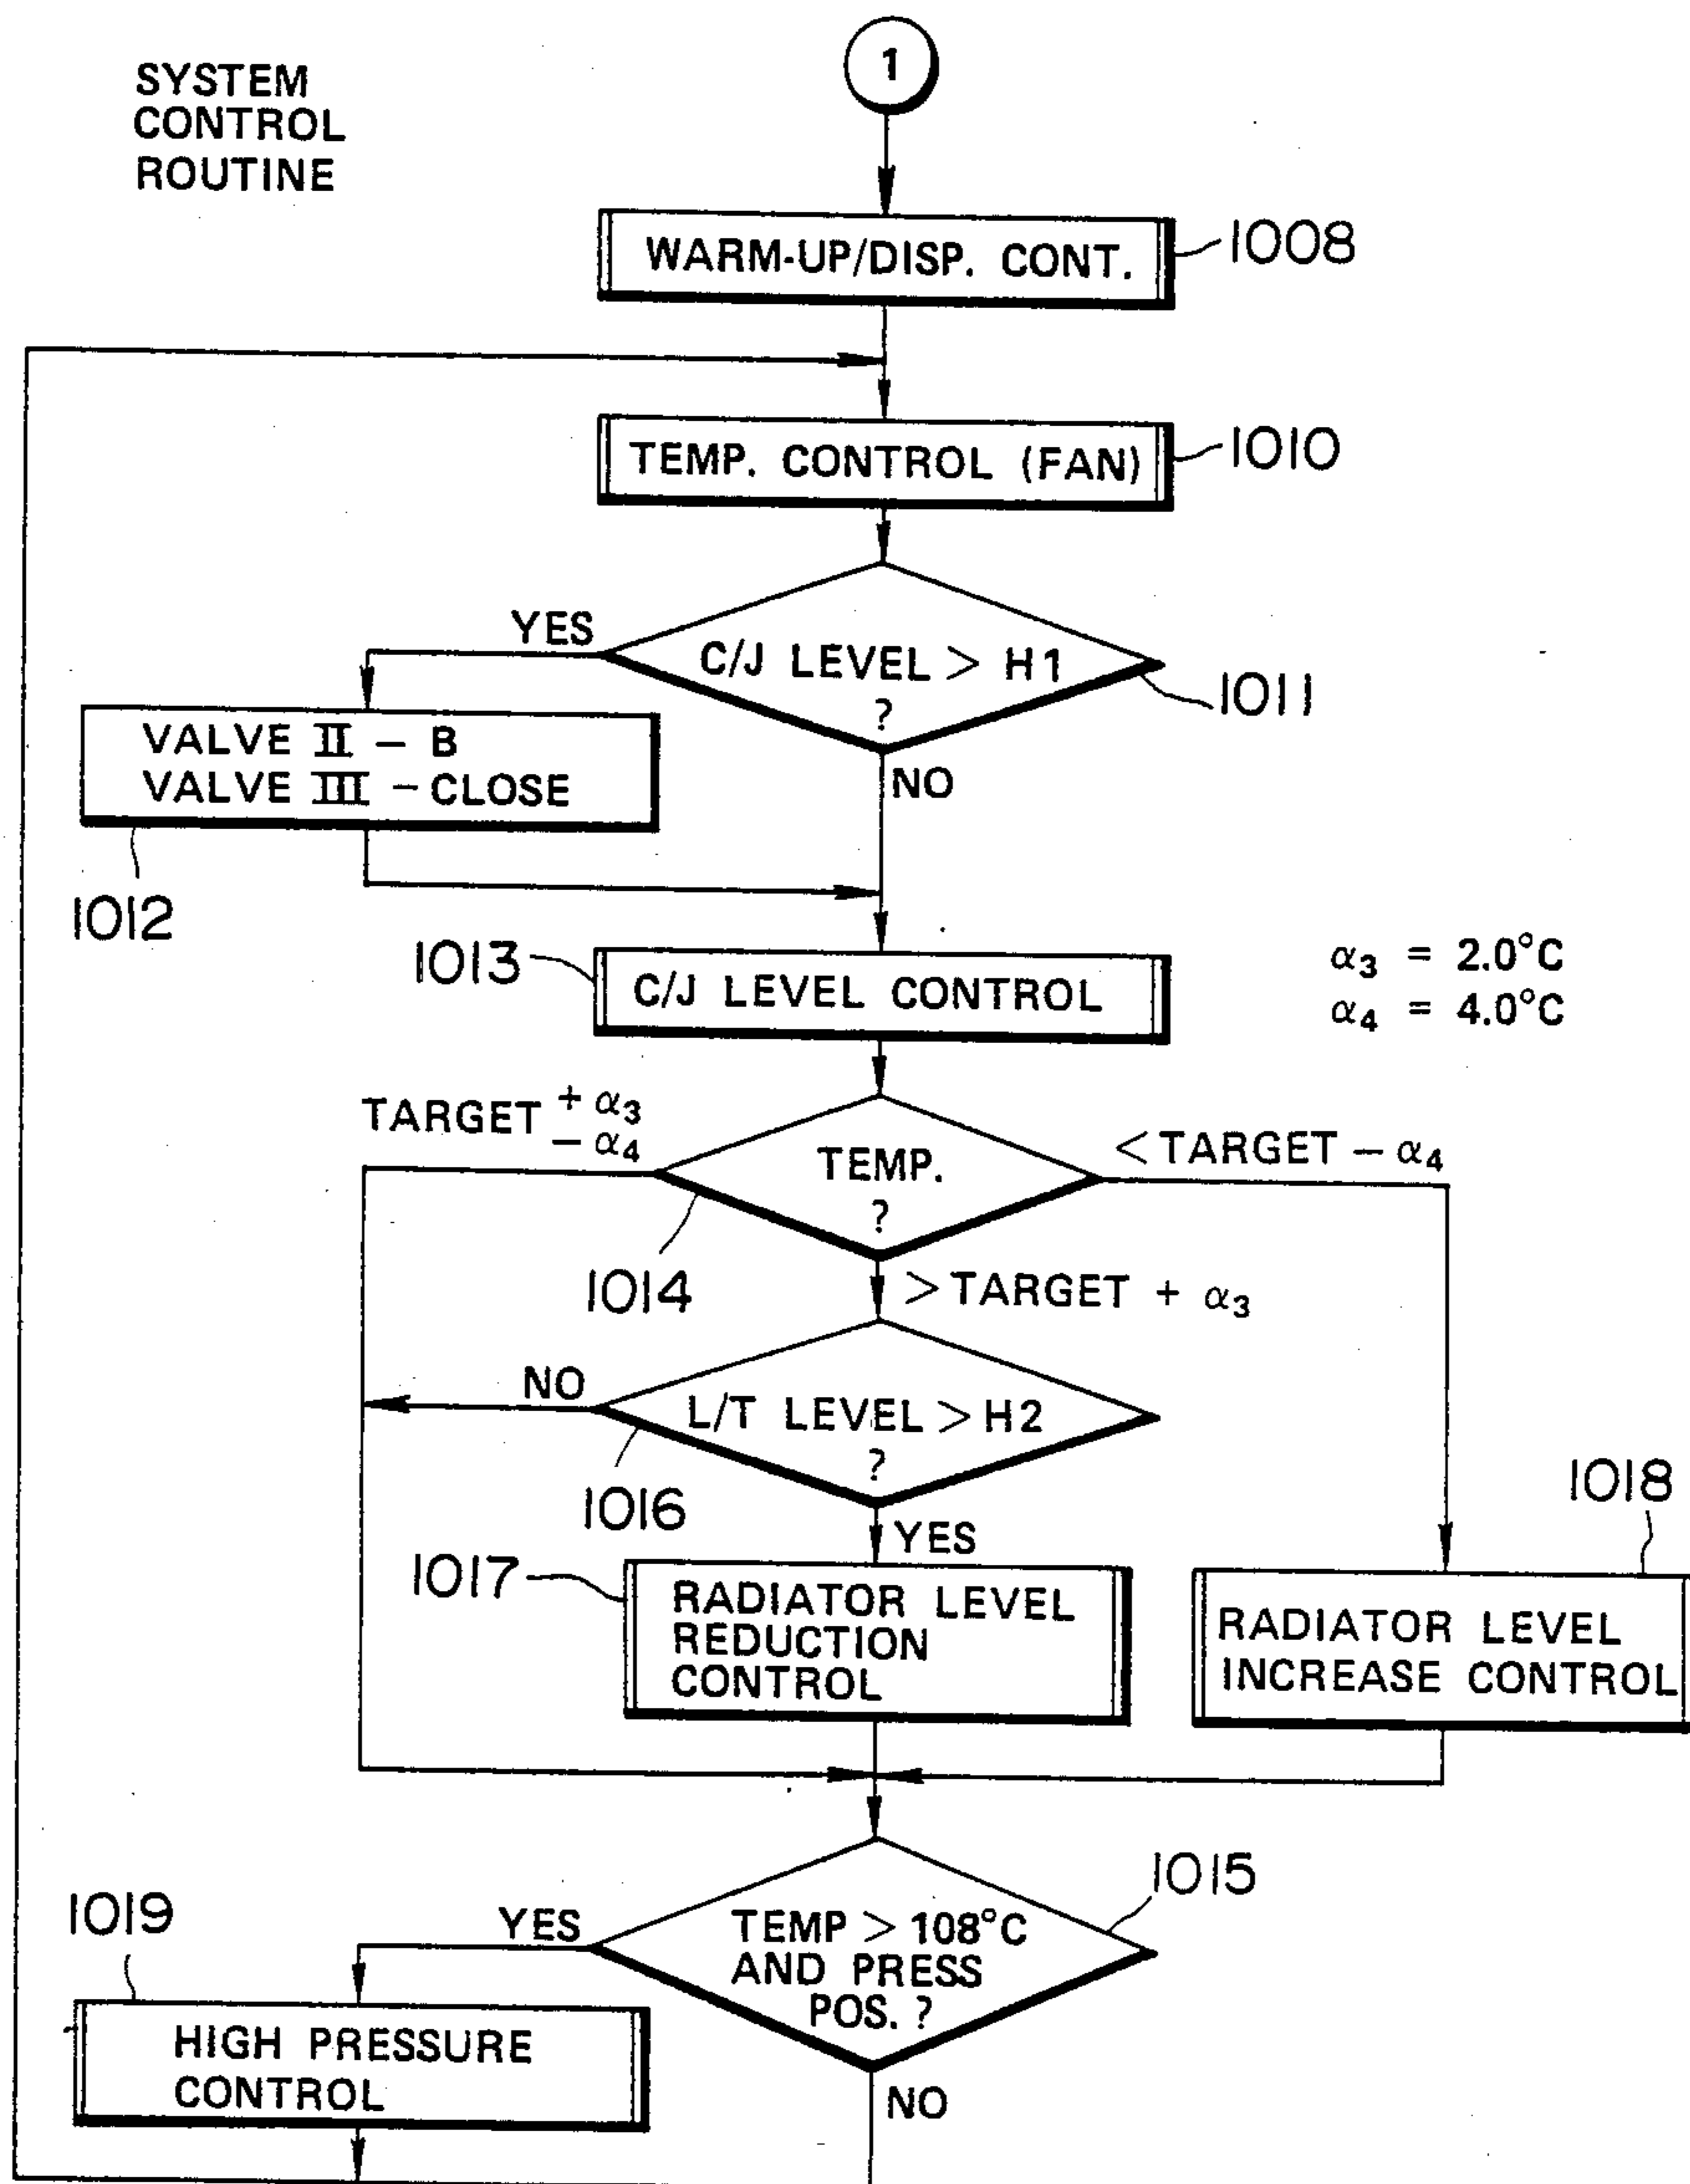 1
SYSTEM
CONTROL
ROUTINE
WARM-UP/DISP. CONT.
1008
TEMP. CONTROL (FAN)
1010
YES
C/J LEVEL > H1
?
1011
NO
VALVE II - B
VALVE III - CLOSE
1012
1013
C/J LEVEL CONTROL
α3 = 2.0°C
α4 = 4.0°C
TARGET + α3
- α4
TEMP.
?
< TARGET - α4
1014
> TARGET + α3
NO
L/T LEVEL > H2
?
1016
YES
1018
1017
RADIATOR LEVEL
REDUCTION
CONTROL
RADIATOR LEVEL
INCREASE CONTROL
1015
1019
YES
TEMP > 108°C
AND PRESS
POS. ?
HIGH PRESSURE
CONTROL
NO